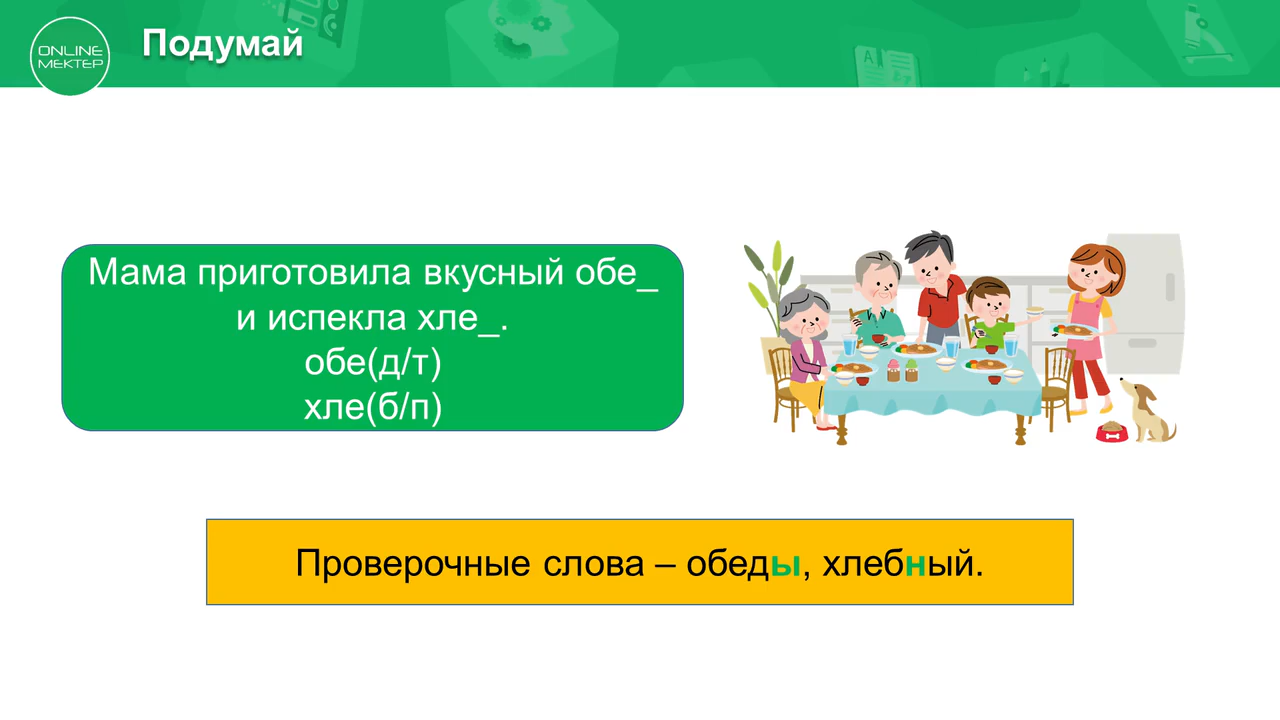 ONLINE
МЕКТЕР
Подумай
Мама приготовила вкусный обе_
и испекла хле_.
обе(д/т)
хле(б/п)
Проверочные слова – обеды, хлебный.